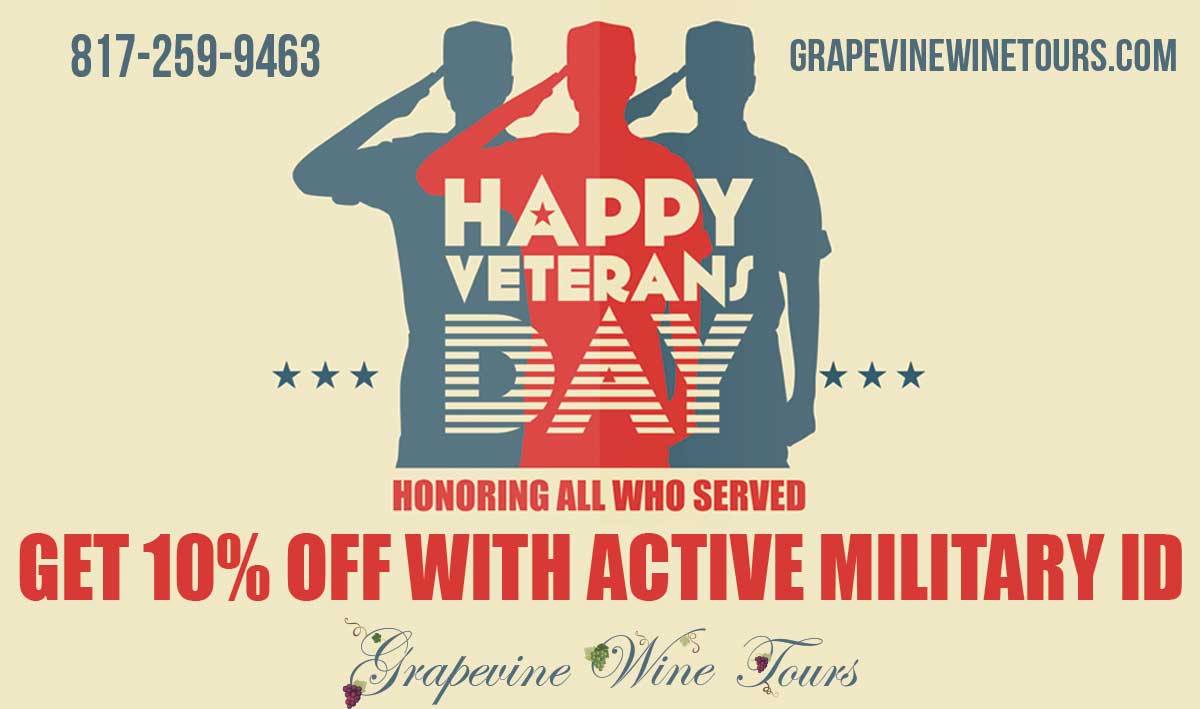 817-259-9463
GRAPEVINEWINETOURS.COM
HAPPY
VETERANS
DAY
HONORING ALL WHO SERVED
GET 10% OFF WITH ACTIVE MILITARY ID
Grapevine Wine Tours